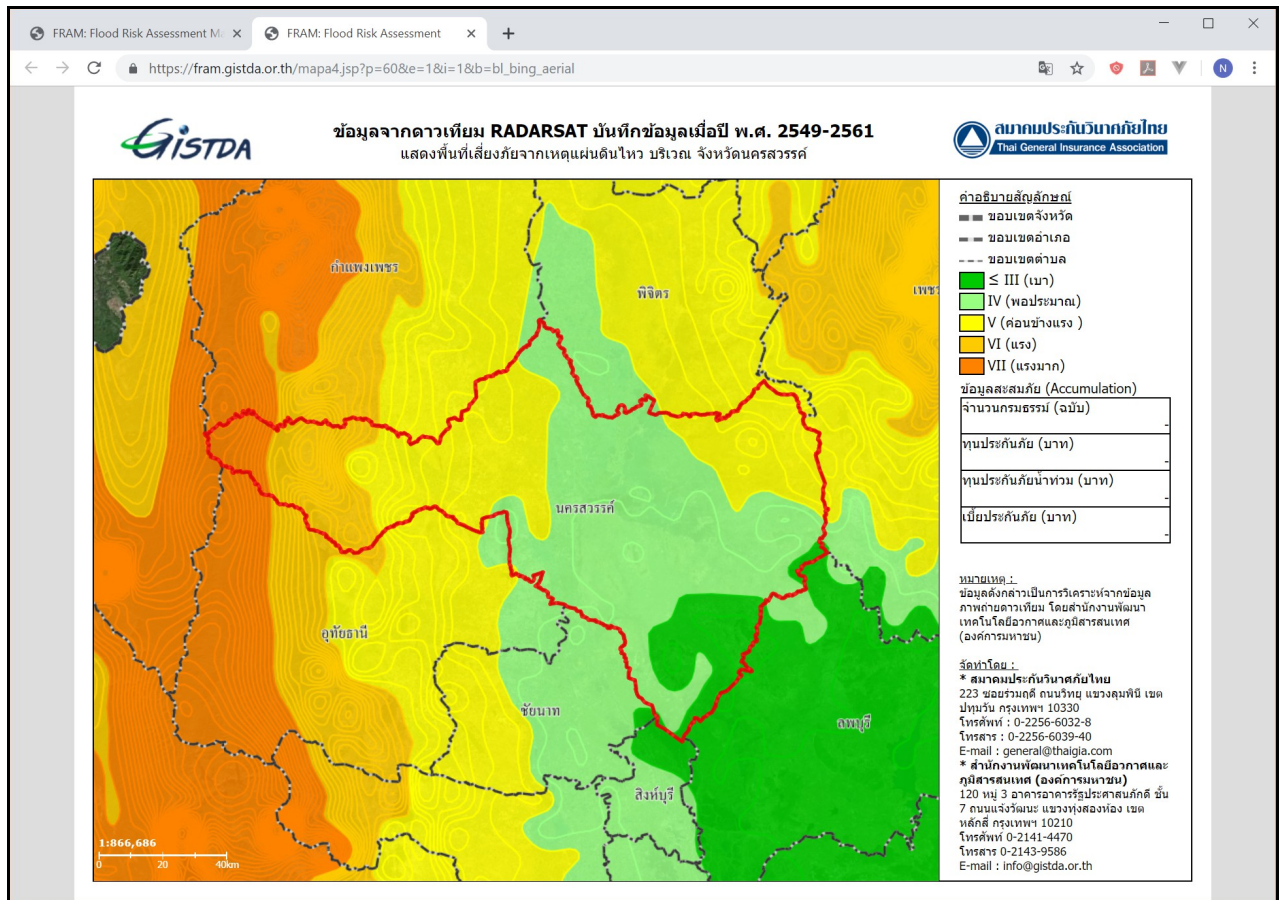 FRAM: Flood Risk Assessment M
FRAM: Flood Risk Assessment
https://fram.gistda.or.th/mapa4.jsp?p=60&e=1&i=1&b=bl_bing_aerial
N
GISTDA
ข้อมูลจากดาวเทียม RADARSAT บันทึกข้อมูลเมื่อปี พ.ศ. 2549-2561
แสดงพื้นที่เสี่ยงภัยจากเหตุแผ่นดินไหว บริเวณ จังหวัดนครสวรรค์
สมาคมประกันวินาศภัยไทย
Thai General Insurance Association
กำแพงเพชร
พิจิตร
เพชร
นครสวรรค์
อุทัยธานี
ชัยนาท
ลพบุรี
สิงห์บุรี
1:866,686
0 20 40km
คำอธิบายสัญลักษณ์
ขอบเขตจังหวัด
ขอบเขตอำเภอ
ขอบเขตตำบล
≤ III (เบา)
IV (พอประมาณ)
V (ค่อนข้างแรง )
VI (แรง)
VII (แรงมาก)
ข้อมูลสะสมภัย (Accumulation)
จำนวนกรมธรรม์ (ฉบับ)
-
ทุนประกันภัย (บาท)
-
ทุนประกันภัยน้ำท่วม (บาท)
-
เบี้ยประกันภัย (บาท)
-
หมายเหตุ :
ข้อมูลดังกล่าวเป็นการวิเคราะห์จากข้อมูล
ภาพถ่ายดาวเทียม โดยสำนักงานพัฒนา
เทคโนโลยีอวกาศและภูมิสารสนเทศ
(องค์การมหาชน)
จัดทำโดย :
* สมาคมประกันวินาศภัยไทย
223 ซอยร่วมฤดี ถนนวิทยุ แขวงลุมพินี เขต
ปทุมวัน กรุงเทพฯ 10330
โทรศัพท์ : 0-2256-6032-8
โทรสาร : 0-2256-6039-40
E-mail : general@thaigia.com
* สำนักงานพัฒนาเทคโนโลยีอวกาศและ
ภูมิสารสนเทศ (องค์การมหาชน)
120 หมู่ 3 อาคารอาคารรัฐประศาสนภักดี ชั้น
7 ถนนแจ้งวัฒนะ แขวงทุ่งสองห้อง เขต
หลักสี่ กรุงเทพฯ 10210
โทรศัพท์ 0-2141-4470
โทรสาร 0-2143-9586
E-mail : info@gistda.or.th